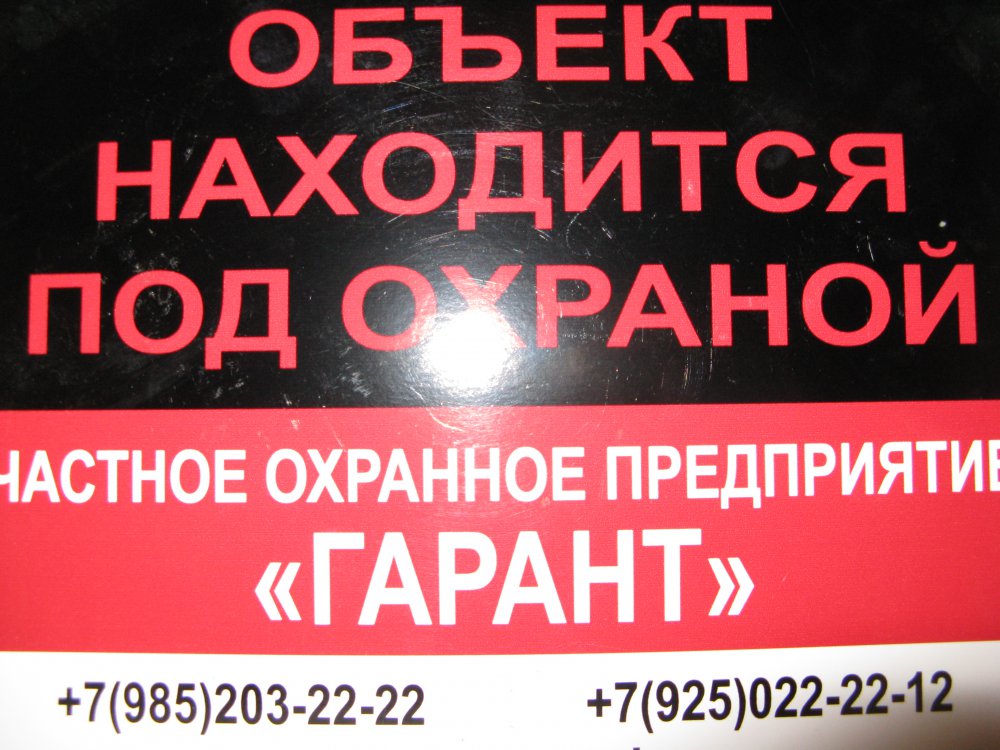 ОБЪЕКТ
НАХОДИТСЯ
ПОД ОХРАНОЙ
ЧАСТНОЕ ОХРАННОЕ ПРЕДПРИЯТИЕ
«ГАРАНТ»
+7(985)203-22-22 +7(925)022-22-12